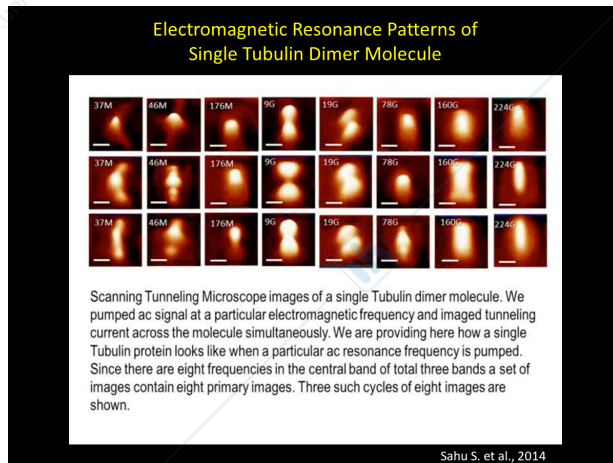 Electromagnetic Resonance Patterns of
Single Tubulin Dimer Molecule
37M 46M 176M 9G 19G 78G 160G 224G
37M 46M 176M 9G 19G 78G 160G 224G
37M 46M 176M 9G 19G 78G 160G 224G
Scanning Tunneling Microscope images of a single Tubulin dimer molecule. We
pumped ac signal at a particular electromagnetic frequency and imaged tunneling
current across the molecule simultaneously. We are providing here how a single
Tubulin protein looks like when a particular ac resonance frequency is pumped.
Since there are eight frequencies in the central band of total three bands a set of
images contain eight primary images. Three such cycles of eight images are
shown.
Sahu S. et al., 2014